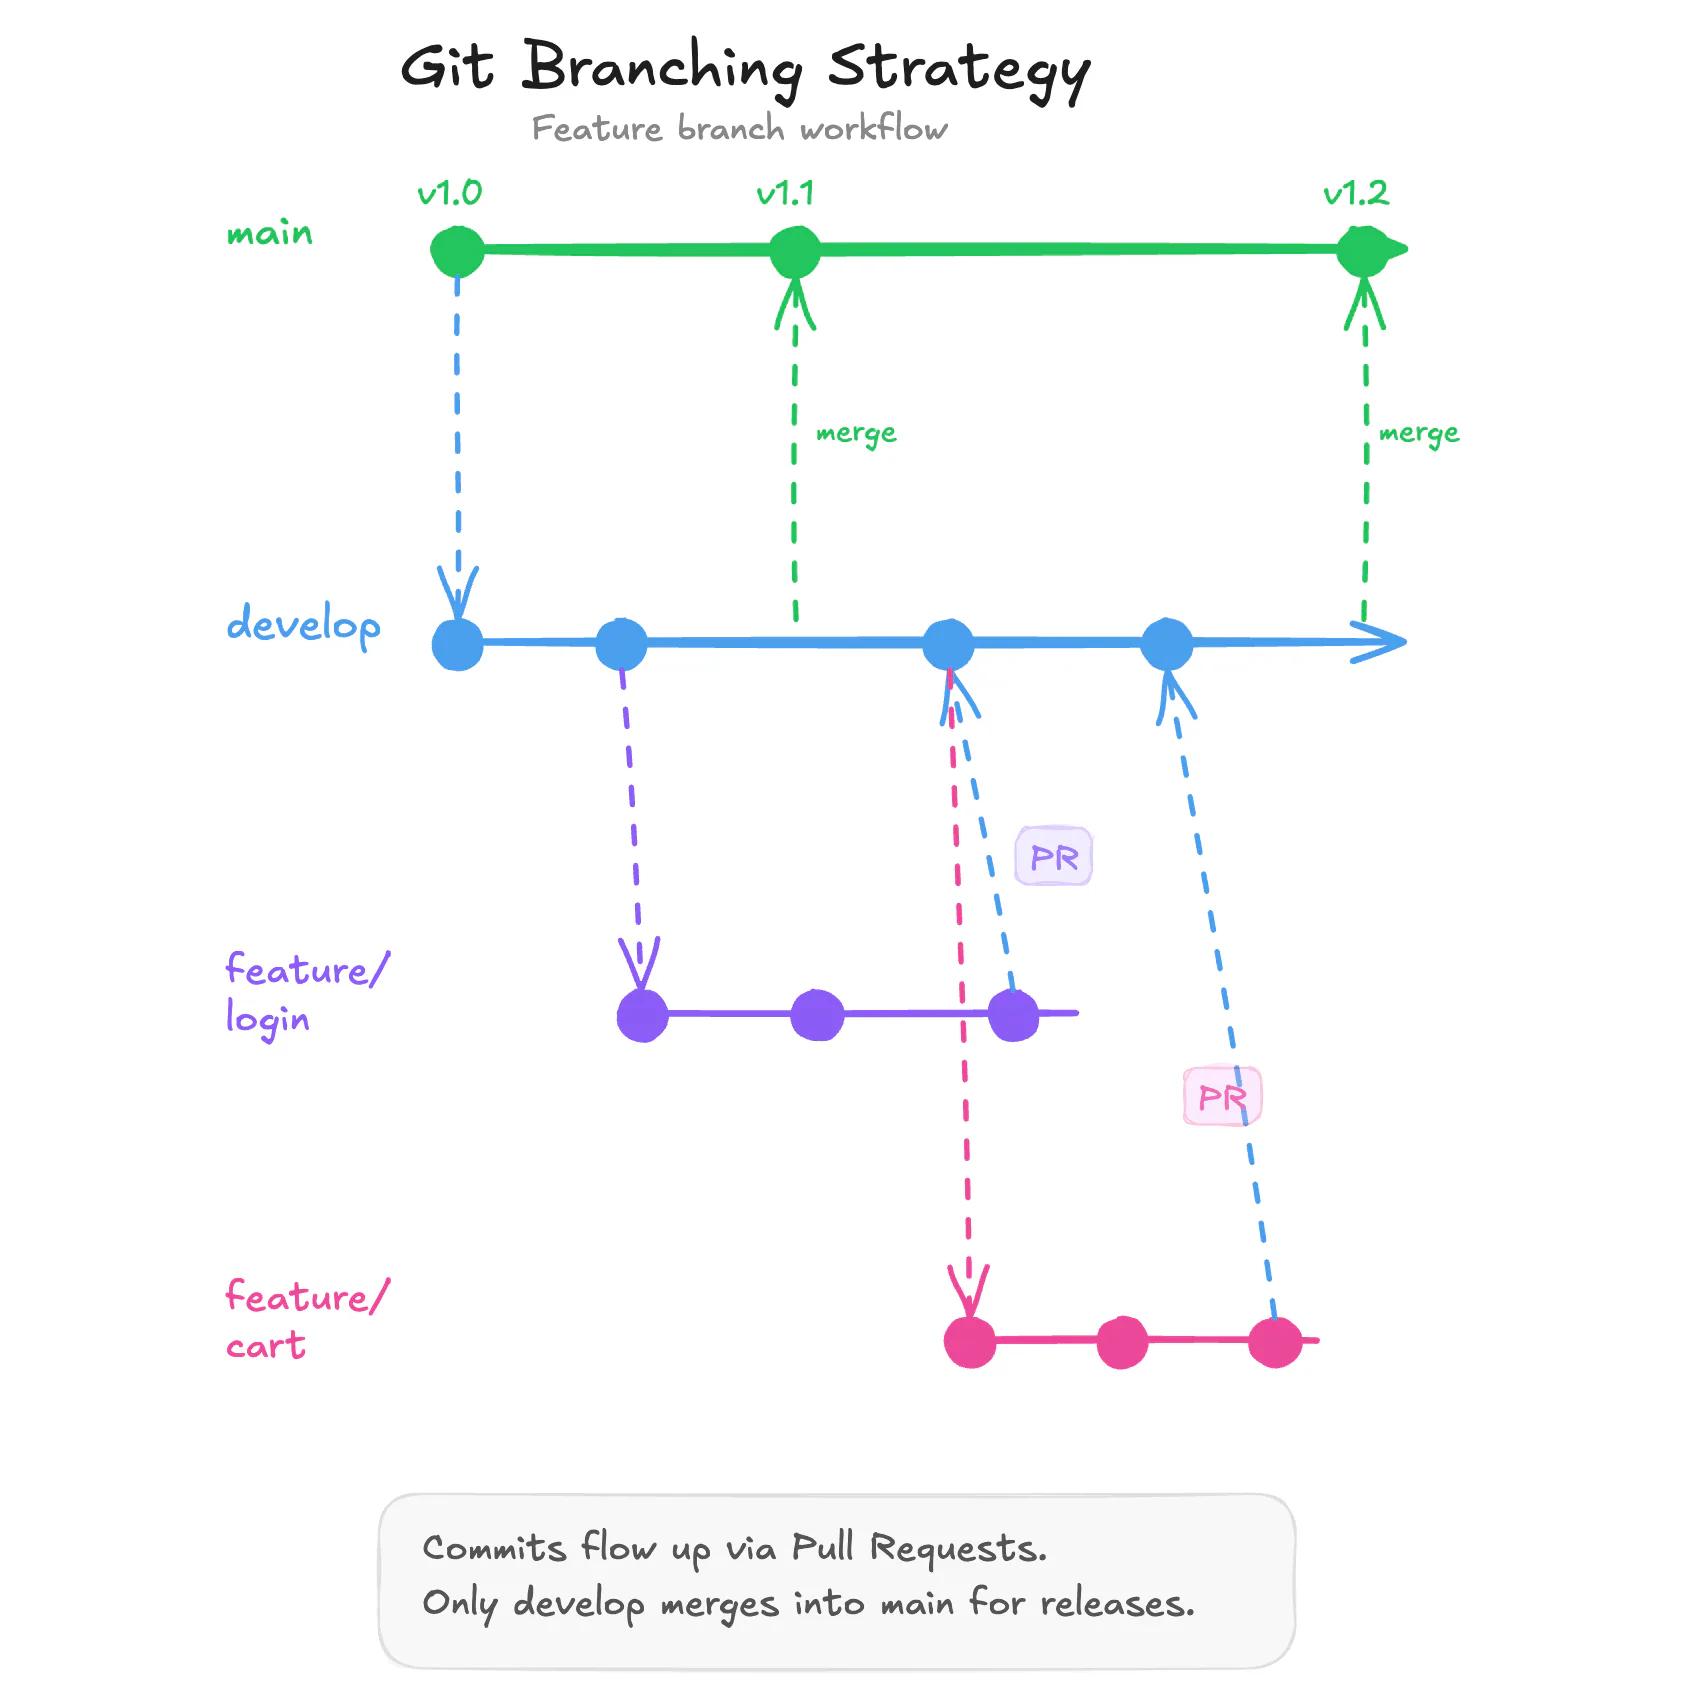 Git Branching Strategy
Feature branch workflow
v1.0
v1.1
v1.2
main
merge
merge
develop
PR
feature/
login
PR
feature/
cart
Commits flow up via Pull Requests.
Only develop merges into main for releases.